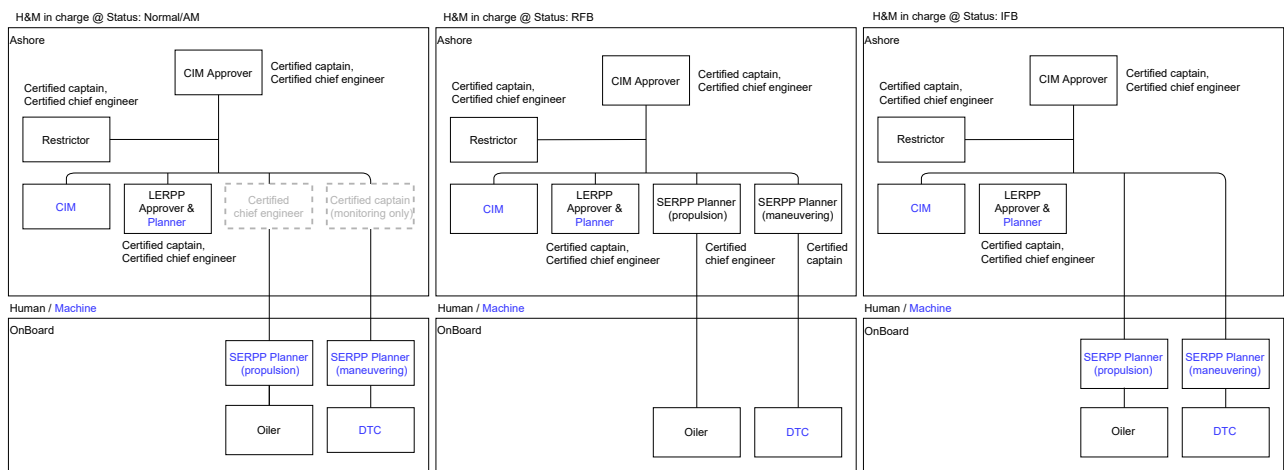 H&M in charge @ Status: Normal/AM
Ashore
CIM Approver
Certified captain,
Certified chief engineer
Certified captain,
Certified chief engineer
Restrictor
CIM
LERPP
Approver &
Planner
Certified
chief engineer
Certified captain
(monitoring only)
Certified captain,
Certified chief engineer
Human / Machine
OnBoard
SERPP Planner
(propulsion)
SERPP Planner
(maneuvering)
Oiler
DTC
H&M in charge @ Status: RFB
Ashore
CIM Approver
Certified captain,
Certified chief engineer
Certified captain,
Certified chief engineer
Restrictor
CIM
LERPP
Approver &
Planner
SERPP Planner
(propulsion)
SERPP Planner
(maneuvering)
Certified captain,
Certified chief engineer
Certified
chief engineer
Certified
captain
Human / Machine
OnBoard
Oiler
DTC
H&M in charge @ Status: IFB
Ashore
CIM Approver
Certified captain,
Certified chief engineer
Certified captain,
Certified chief engineer
Restrictor
CIM
LERPP
Approver &
Planner
Certified captain,
Certified chief engineer
Human / Machine
OnBoard
SERPP Planner
(propulsion)
SERPP Planner
(maneuvering)
Oiler
DTC